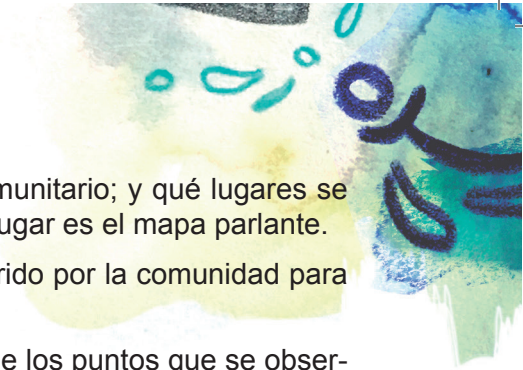 munitario; y qué lugares se
ugar es el mapa parlante.
rido por la comunidad para
e los puntos que se obser-